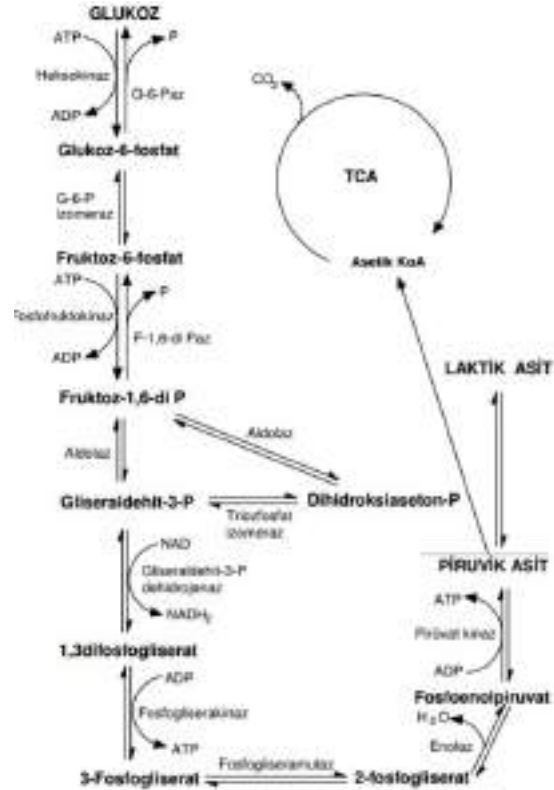 GLUKOZ
ATP
P
Heksokinaz
G-6-Paz
ADP
Glukoz-6-fosfat
G-6-P
izomeraz
Fruktoz-6-fosfat
ATP
P
Fosfofruktokinaz
F-1,6-di Paz
ADP
Fruktoz-1,6-di P
Aldolaz
Aldolaz
Gliseraldehit-3-P
Dihidroksiaseton-P
Triozfosfat
izomeraz
NAD
Gliseraldehit-3-P
dehidrojenaz
NADH2
1,3difosfogliserat
ADP
Fosfogliserakinaz
ATP
3-Fosfogliserat
Fosfogliseramutaz
2-fosfogliserat
Enolaz
H2O
Fosfoenolpiruvat
ADP
Pirüvat kinaz
ATP
PİRUVİK ASİT
LAKTİK ASİT
Asetik KoA
TCA
CO2